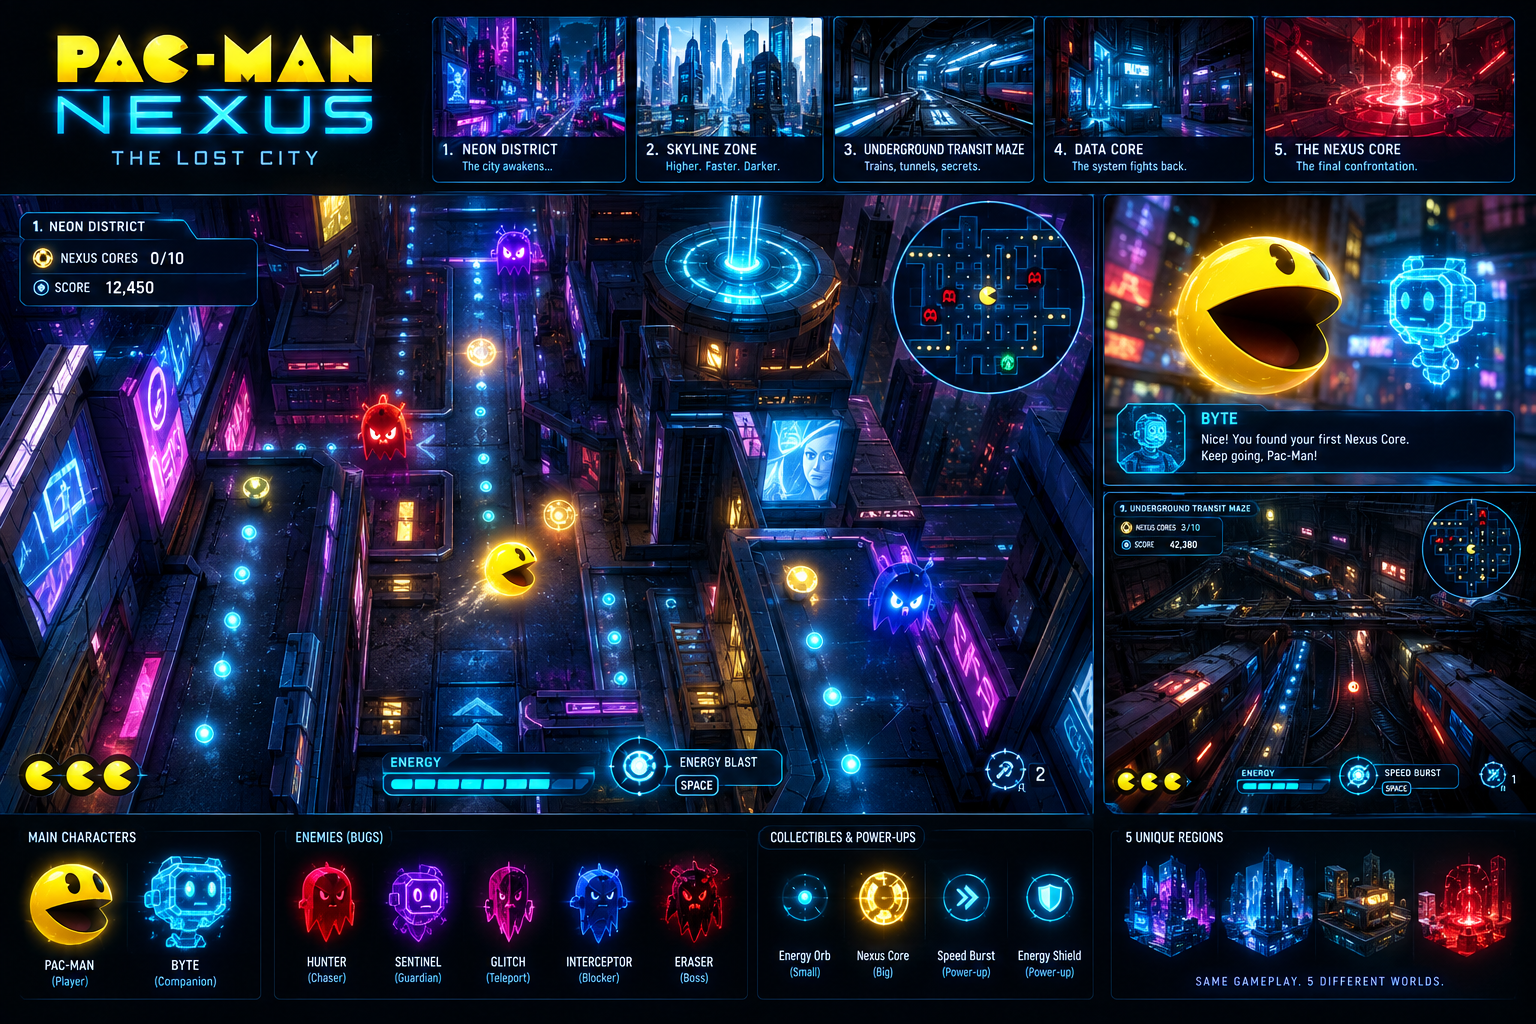 PAC-MAN
NEXUS
THE LOST CITY
1. NEON DISTRICT
The city awakens...
2. SKYLINE ZONE
Higher. Faster. Darker.
3. UNDERGROUND TRANSIT MAZE
Trains, tunnels, secrets.
4. DATA CORE
The system fights back.
5. THE NEXUS CORE
The final confrontation.
1. NEON DISTRICT
NEXUS CORES 0/10
SCORE 12,450
ENERGY
ENERGY BLAST
SPACE
2
BYTE
Nice! You found your first Nexus Core.
Keep going, Pac-Man!
UNDERGROUND TRANSIT MAZE
NEXUS CORES 3/10
SCORE 42,380
ENERGY
SPEED BURST
SPACE
1
MAIN CHARACTERS
PAC-MAN
(Player)
BYTE
(Companion)
ENEMIES (BUGS)
HUNTER
(Chaser)
SENTINEL
(Guardian)
GLITCH
(Teleport)
INTERCEPTOR
(Blocker)
ERASER
(Boss)
COLLECTIBLES & POWER-UPS
Energy Orb
(Small)
Nexus Core
(Big)
Speed Burst
(Power-up)
Energy Shield
(Power-up)
5 UNIQUE REGIONS
SAME GAMEPLAY. 5 DIFFERENT WORLDS.